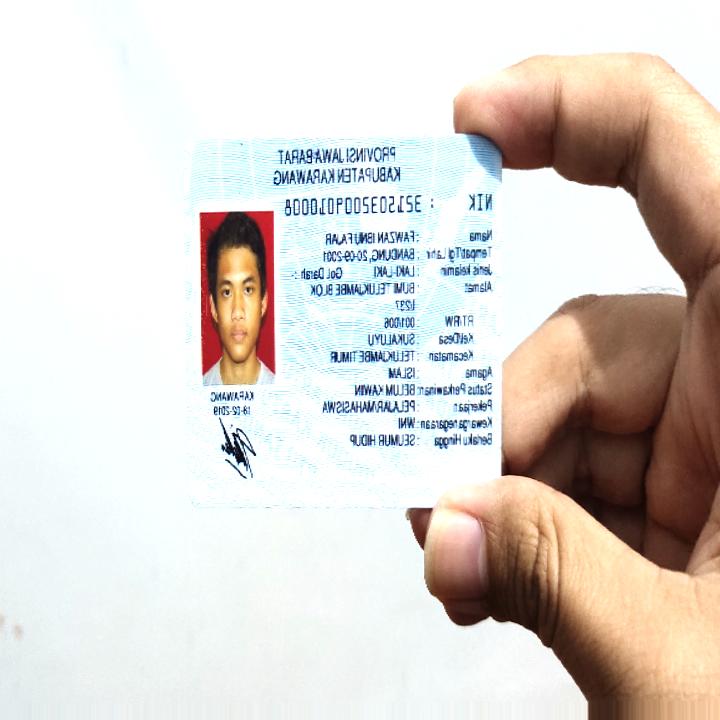 PROVINSI JAWA BARAT
KABUPATEN KARAWANG
NIK : 3215032009010008
Nama : FAWZAN IBNU FAJAR
Tempat/Tgl Lahir : BANDUNG, 20-09-2001
Jenis kelamin : LAKI-LAKI Gol. Darah : -
Alamat : BUMI TELUKJAMBE BLOK
RT/RW : 001/006
Kel/Desa : SUKALUYU
Kecamatan : TELUKJAMBE TIMUR
Agama : ISLAM
Status Perkawinan: BELUM KAWIN
Pekerjaan : PELAJAR/MAHASISWA
Kewarganegaraan: WNI
Berlaku Hingga : SEUMUR HIDUP
KARAWANG
18-02-2019